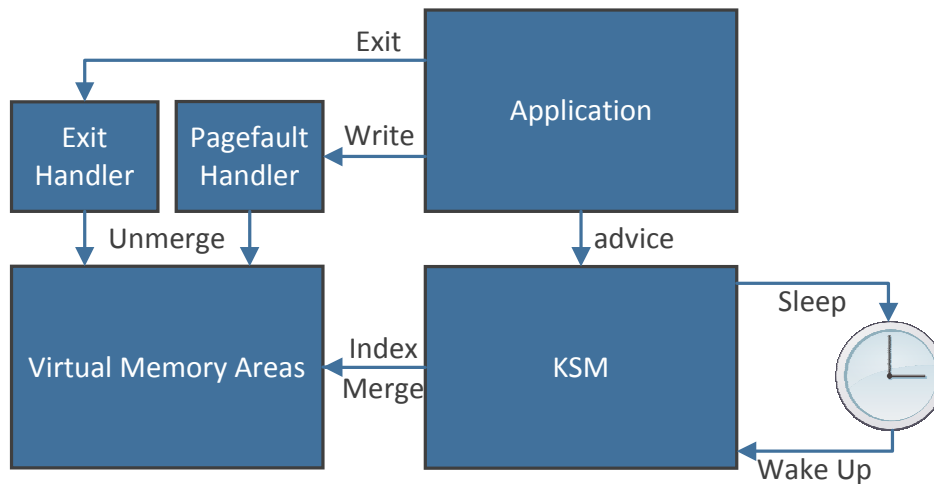 Exit
Application
Exit
Handler
Pagefault
Handler
Write
Unmerge
advice
Sleep
Virtual Memory Areas
Index
Merge
KSM
Wake Up